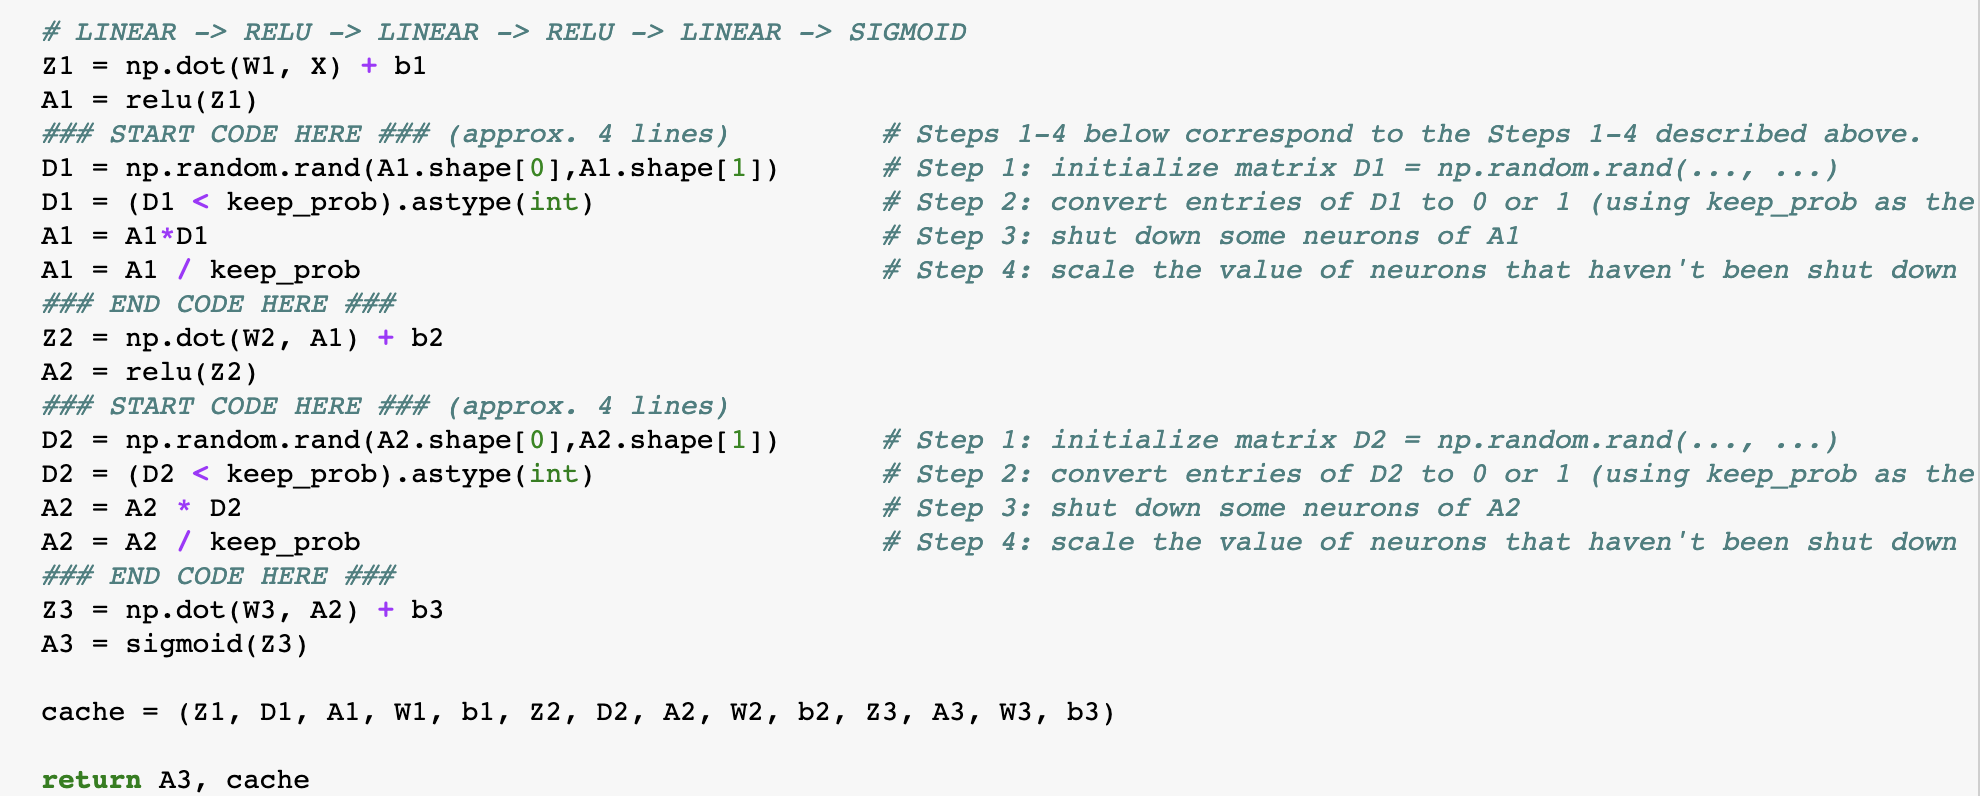 # LINEAR -> RELU -> LINEAR -> RELU -> LINEAR -> SIGMOID
Z1 = np.dot(W1, X) + b1
A1 = relu(Z1)
### START CODE HERE ### (approx. 4 lines)         # Steps 1-4 below correspond to the Steps 1-4 described above.
D1 = np.random.rand(A1.shape[0],A1.shape[1])      # Step 1: initialize matrix D1 = np.random.rand(..., ...)
D1 = (D1 < keep_prob).astype(int)                 # Step 2: convert entries of D1 to 0 or 1 (using keep_prob as the
A1 = A1*D1                                        # Step 3: shut down some neurons of A1
A1 = A1 / keep_prob                               # Step 4: scale the value of neurons that haven't been shut down
### END CODE HERE ###
Z2 = np.dot(W2, A1) + b2
A2 = relu(Z2)
### START CODE HERE ### (approx. 4 lines)
D2 = np.random.rand(A2.shape[0],A2.shape[1])      # Step 1: initialize matrix D2 = np.random.rand(..., ...)
D2 = (D2 < keep_prob).astype(int)                 # Step 2: convert entries of D2 to 0 or 1 (using keep_prob as the
A2 = A2 * D2                                      # Step 3: shut down some neurons of A2
A2 = A2 / keep_prob                               # Step 4: scale the value of neurons that haven't been shut down
### END CODE HERE ###
Z3 = np.dot(W3, A2) + b3
A3 = sigmoid(Z3)
cache = (Z1, D1, A1, W1, b1, Z2, D2, A2, W2, b2, Z3, A3, W3, b3)
return A3, cache